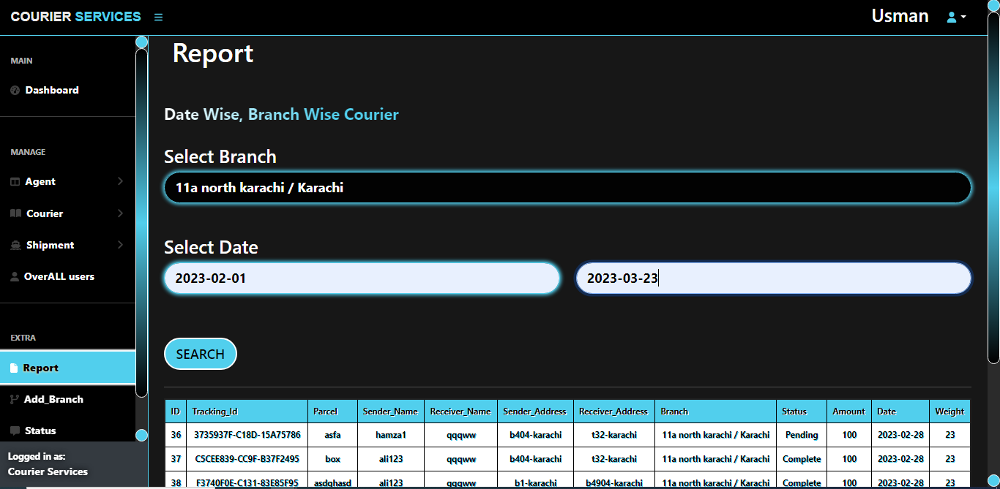 COURIER SERVICES
Usman
MAIN
Dashboard
MANAGE
Agent
Courier
Shipment
OverALL users
EXTRA
Report
Add_Branch
Status
Logged in as:
Courier Services
Report
Date Wise, Branch Wise Courier
Select Branch
11a north karachi / Karachi
Select Date
2023-02-01 2023-03-23
SEARCH
ID Tracking_Id Parcel Sender_Name Receiver_Name Sender_Address Receiver_Address Branch Status Amount Date Weight
36 3735937F-C18D-15A75786 asfa hamza1 qqqww b404-karachi t32-karachi 11a north karachi / Karachi Pending 100 2023-02-28 23
37 C5CEE839-CC9F-B37F2495 box ali123 qqqww b404-karachi t32-karachi 11a north karachi / Karachi Complete 100 2023-02-28 23
38 F3740F0E-C131-83E85F95 asdghasd ali123 qqqww b1-karachi b4904-karachi 11a north karachi / Karachi Complete 100 2023-02-28 23